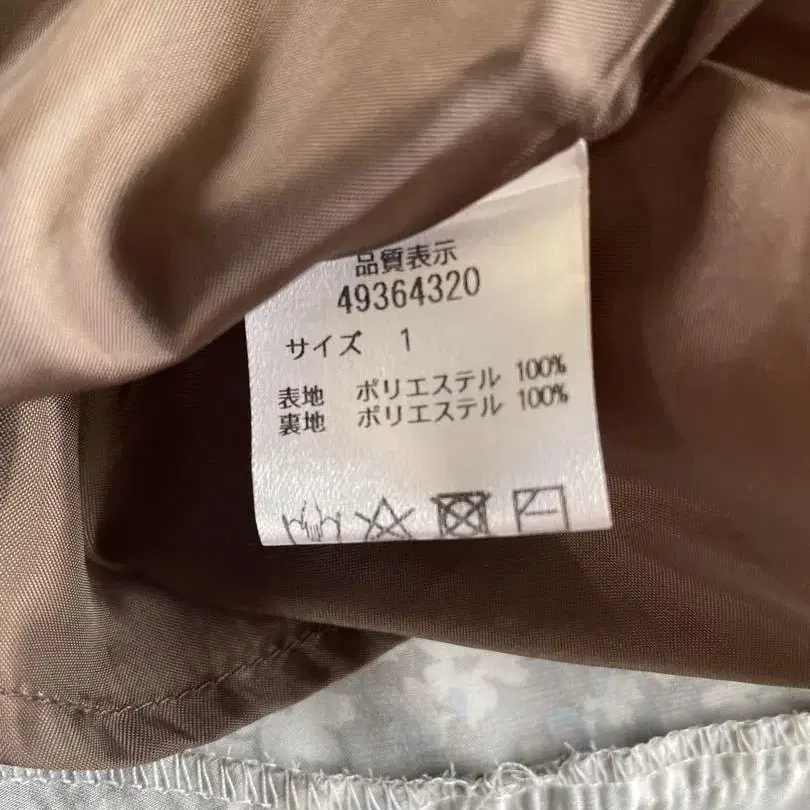 品質表示
49364320
サイズ 1
表地 ポリエステル 100%
裏地 ポリエステル 100%